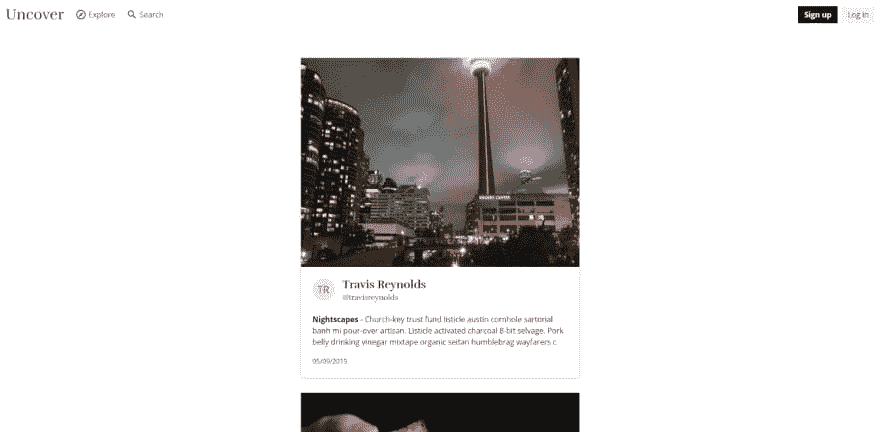 Uncover
Explore
Search
Sign up
Log in
ROGERS CENTRE
TR
Travis Reynolds
@travisreynolds
Nightscapes - Church-key trust fund listicle austin cornhole sartorial
banh mi pour-over artisan. Listicle activated charcoal 8-bit selvage. Pork
belly drinking vinegar mixtape organic seitan humblebrag wayfarers c
05/09/2015